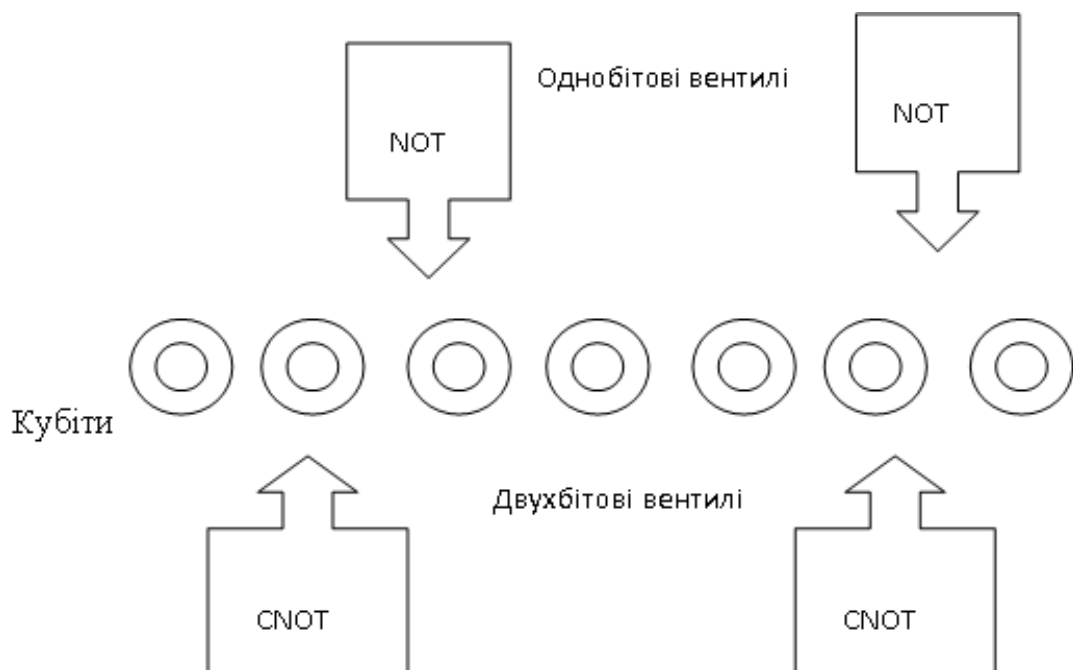 Однобітові вентилі
NOT
NOT
Кубіти
Двухбітові вентилі
CNOT
CNOT